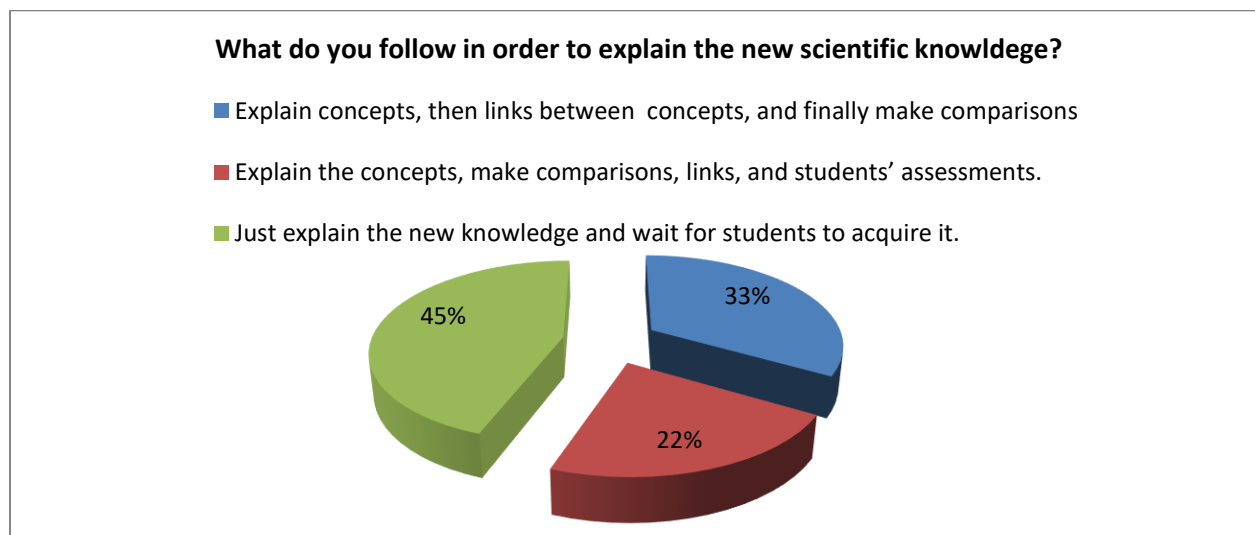 What do you follow in order to explain the new scientific knowldege?
Explain concepts, then links between concepts, and finally make comparisons
Explain the concepts, make comparisons, links, and students’ assessments.
Just explain the new knowledge and wait for students to acquire it.
33%
45%
22%